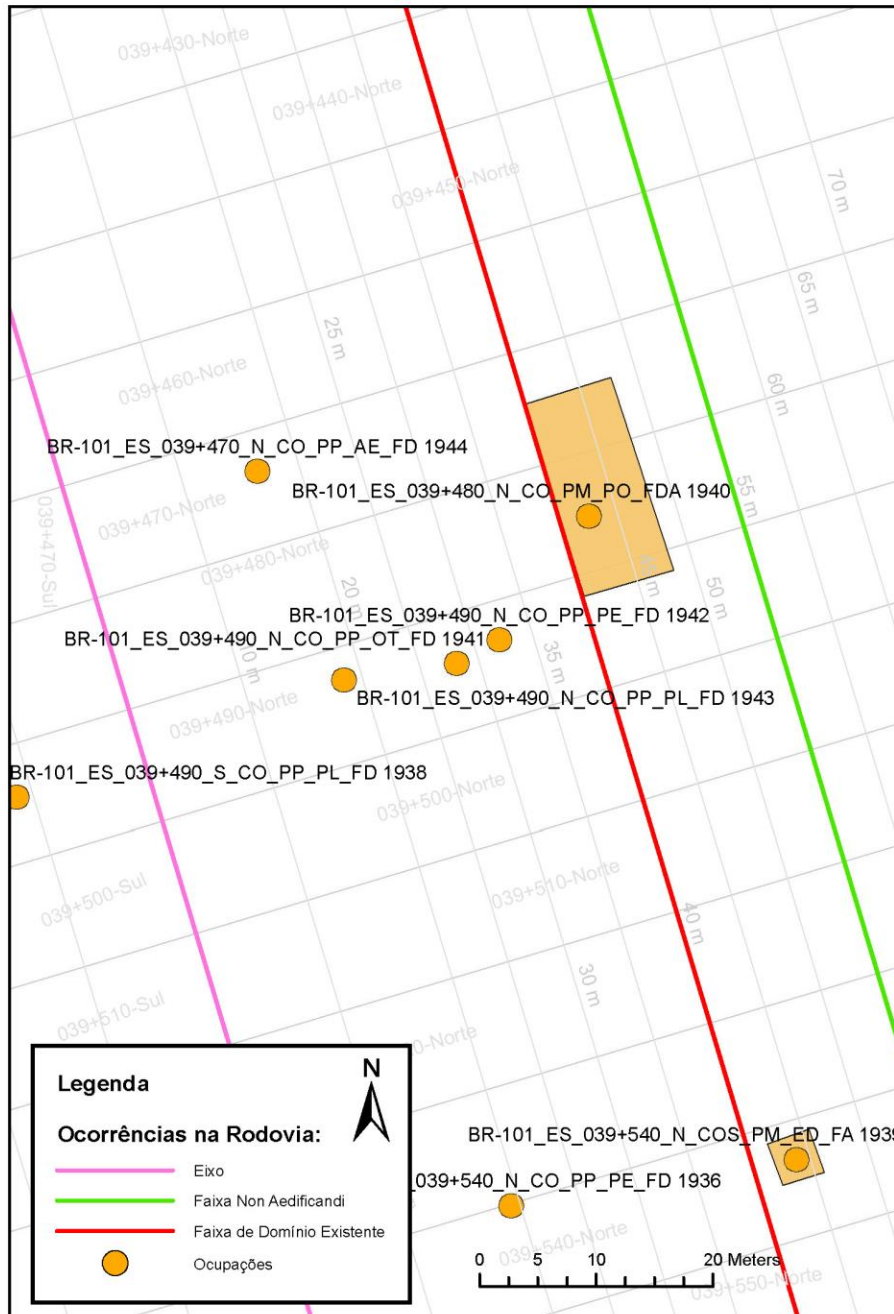 039+430-Norte
039+440-Norte
039+450-Norte
70 m
65 m
25 m
039+460-Norte
60 m
BR-101_ES_039+470_N_CO_PP_AE_FD 1944
BR-101_ES_039+480_N_CO_PM_PO_FDA 1940
55 m
039+470-Norte
039+470-Sul
039+480-Norte
50 m
20 m
BR-101_ES_039+490_N_CO_PP_PE_FD 1942
BR-101_ES_039+490_N_CO_PP_OT_FD 1941
10 m
35 m
BR-101_ES_039+490_N_CO_PP_PL_FD 1943
039+490-Norte
BR-101_ES_039+490_S_CO_PP_PL_FD 1938
039+500-Norte
039+510-Norte
039+500-Sul
40 m
30 m
039+510-Sul
0-Norte
BR-101_ES_039+540_N_COS_PM_ED_FA 1939
039+540_N_CO_PP_PE_FD 1936
039+540-Norte
039+550-Norte
0 5 10 20 Meters
N
Legenda
Ocorrências na Rodovia:
Eixo
Faixa Non Aedificandi
Faixa de Domínio Existente
Ocupações